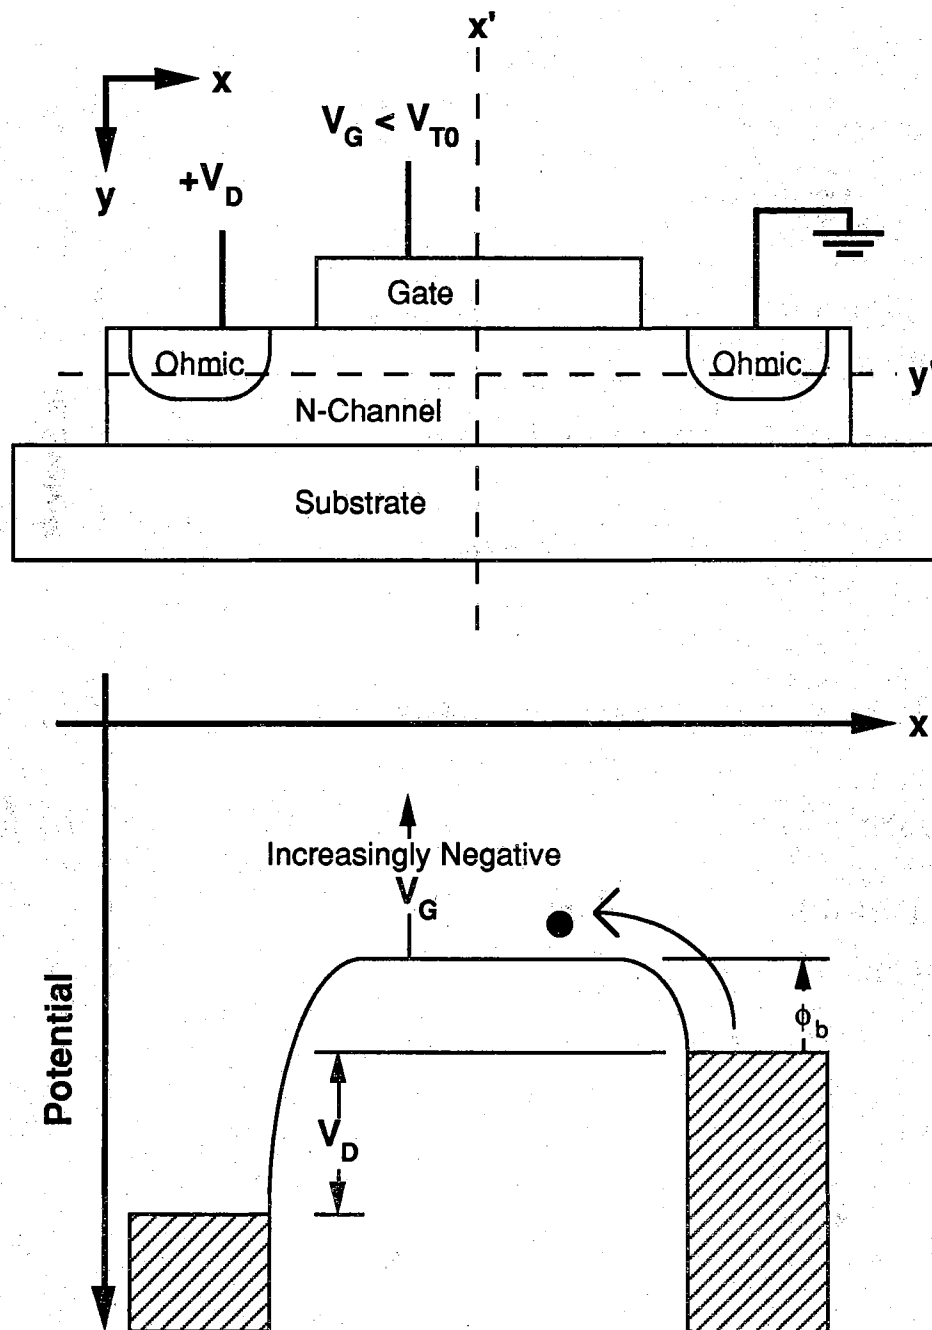 x'
x
y
V_G < V_T0
+V_D
Gate
Ohmic
Ohmic
y'
N-Channel
Substrate
x
Increasingly Negative
V_G
Potential
ϕ_b
V_D